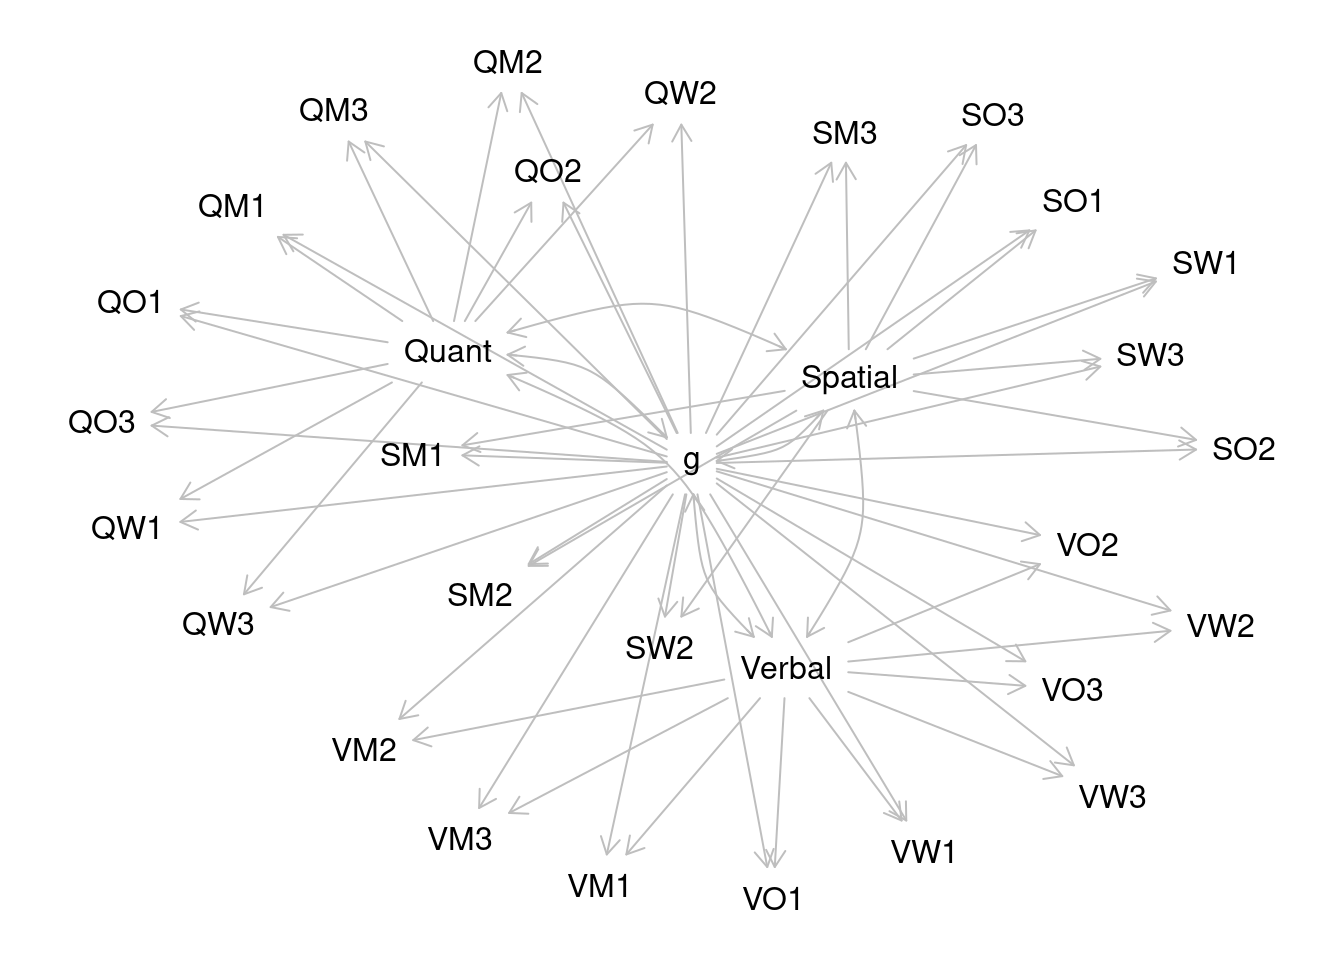 QM2
QW2
QM3
SO3
SM3
QO2
SO1
QM1
SW1
QO1
Quant
SW3
Spatial
QO3
SO2
SM1
g
QW1
VO2
SM2
QW3
VW2
SW2
Verbal
VO3
VM2
VW3
VM3
VW1
VM1
VO1